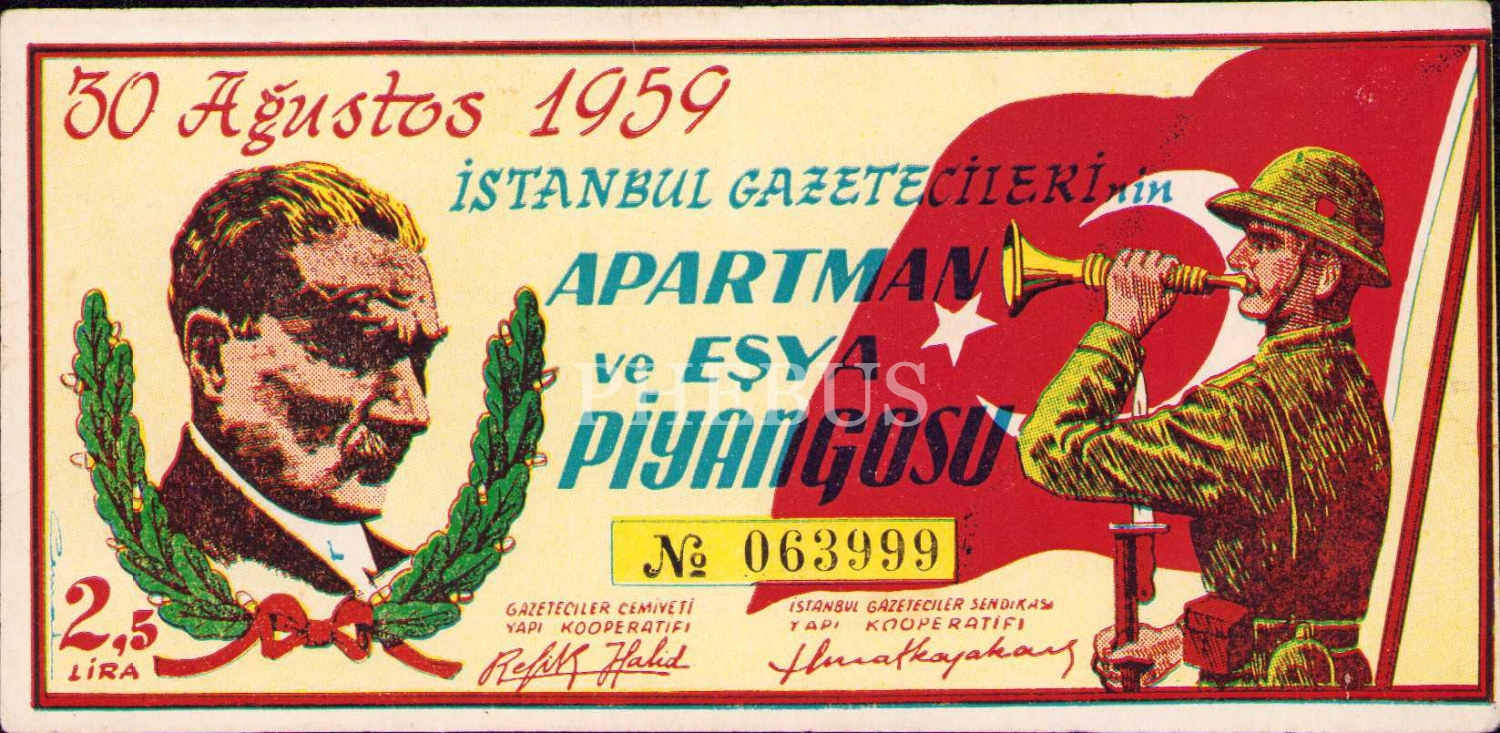 30 Ağustos 1959
İSTANBUL GAZETECİLERİnin
APARTMAN
ve EŞYA
PİYANGOSU
PHEBUS
№ 063999
2,5
LİRA
GAZETECİLER CEMİYETİ
YAPI KOOPERATİFİ
Refik Halid
İSTANBUL GAZETECİLER SENDİKASI
YAPI KOOPERATİFİ